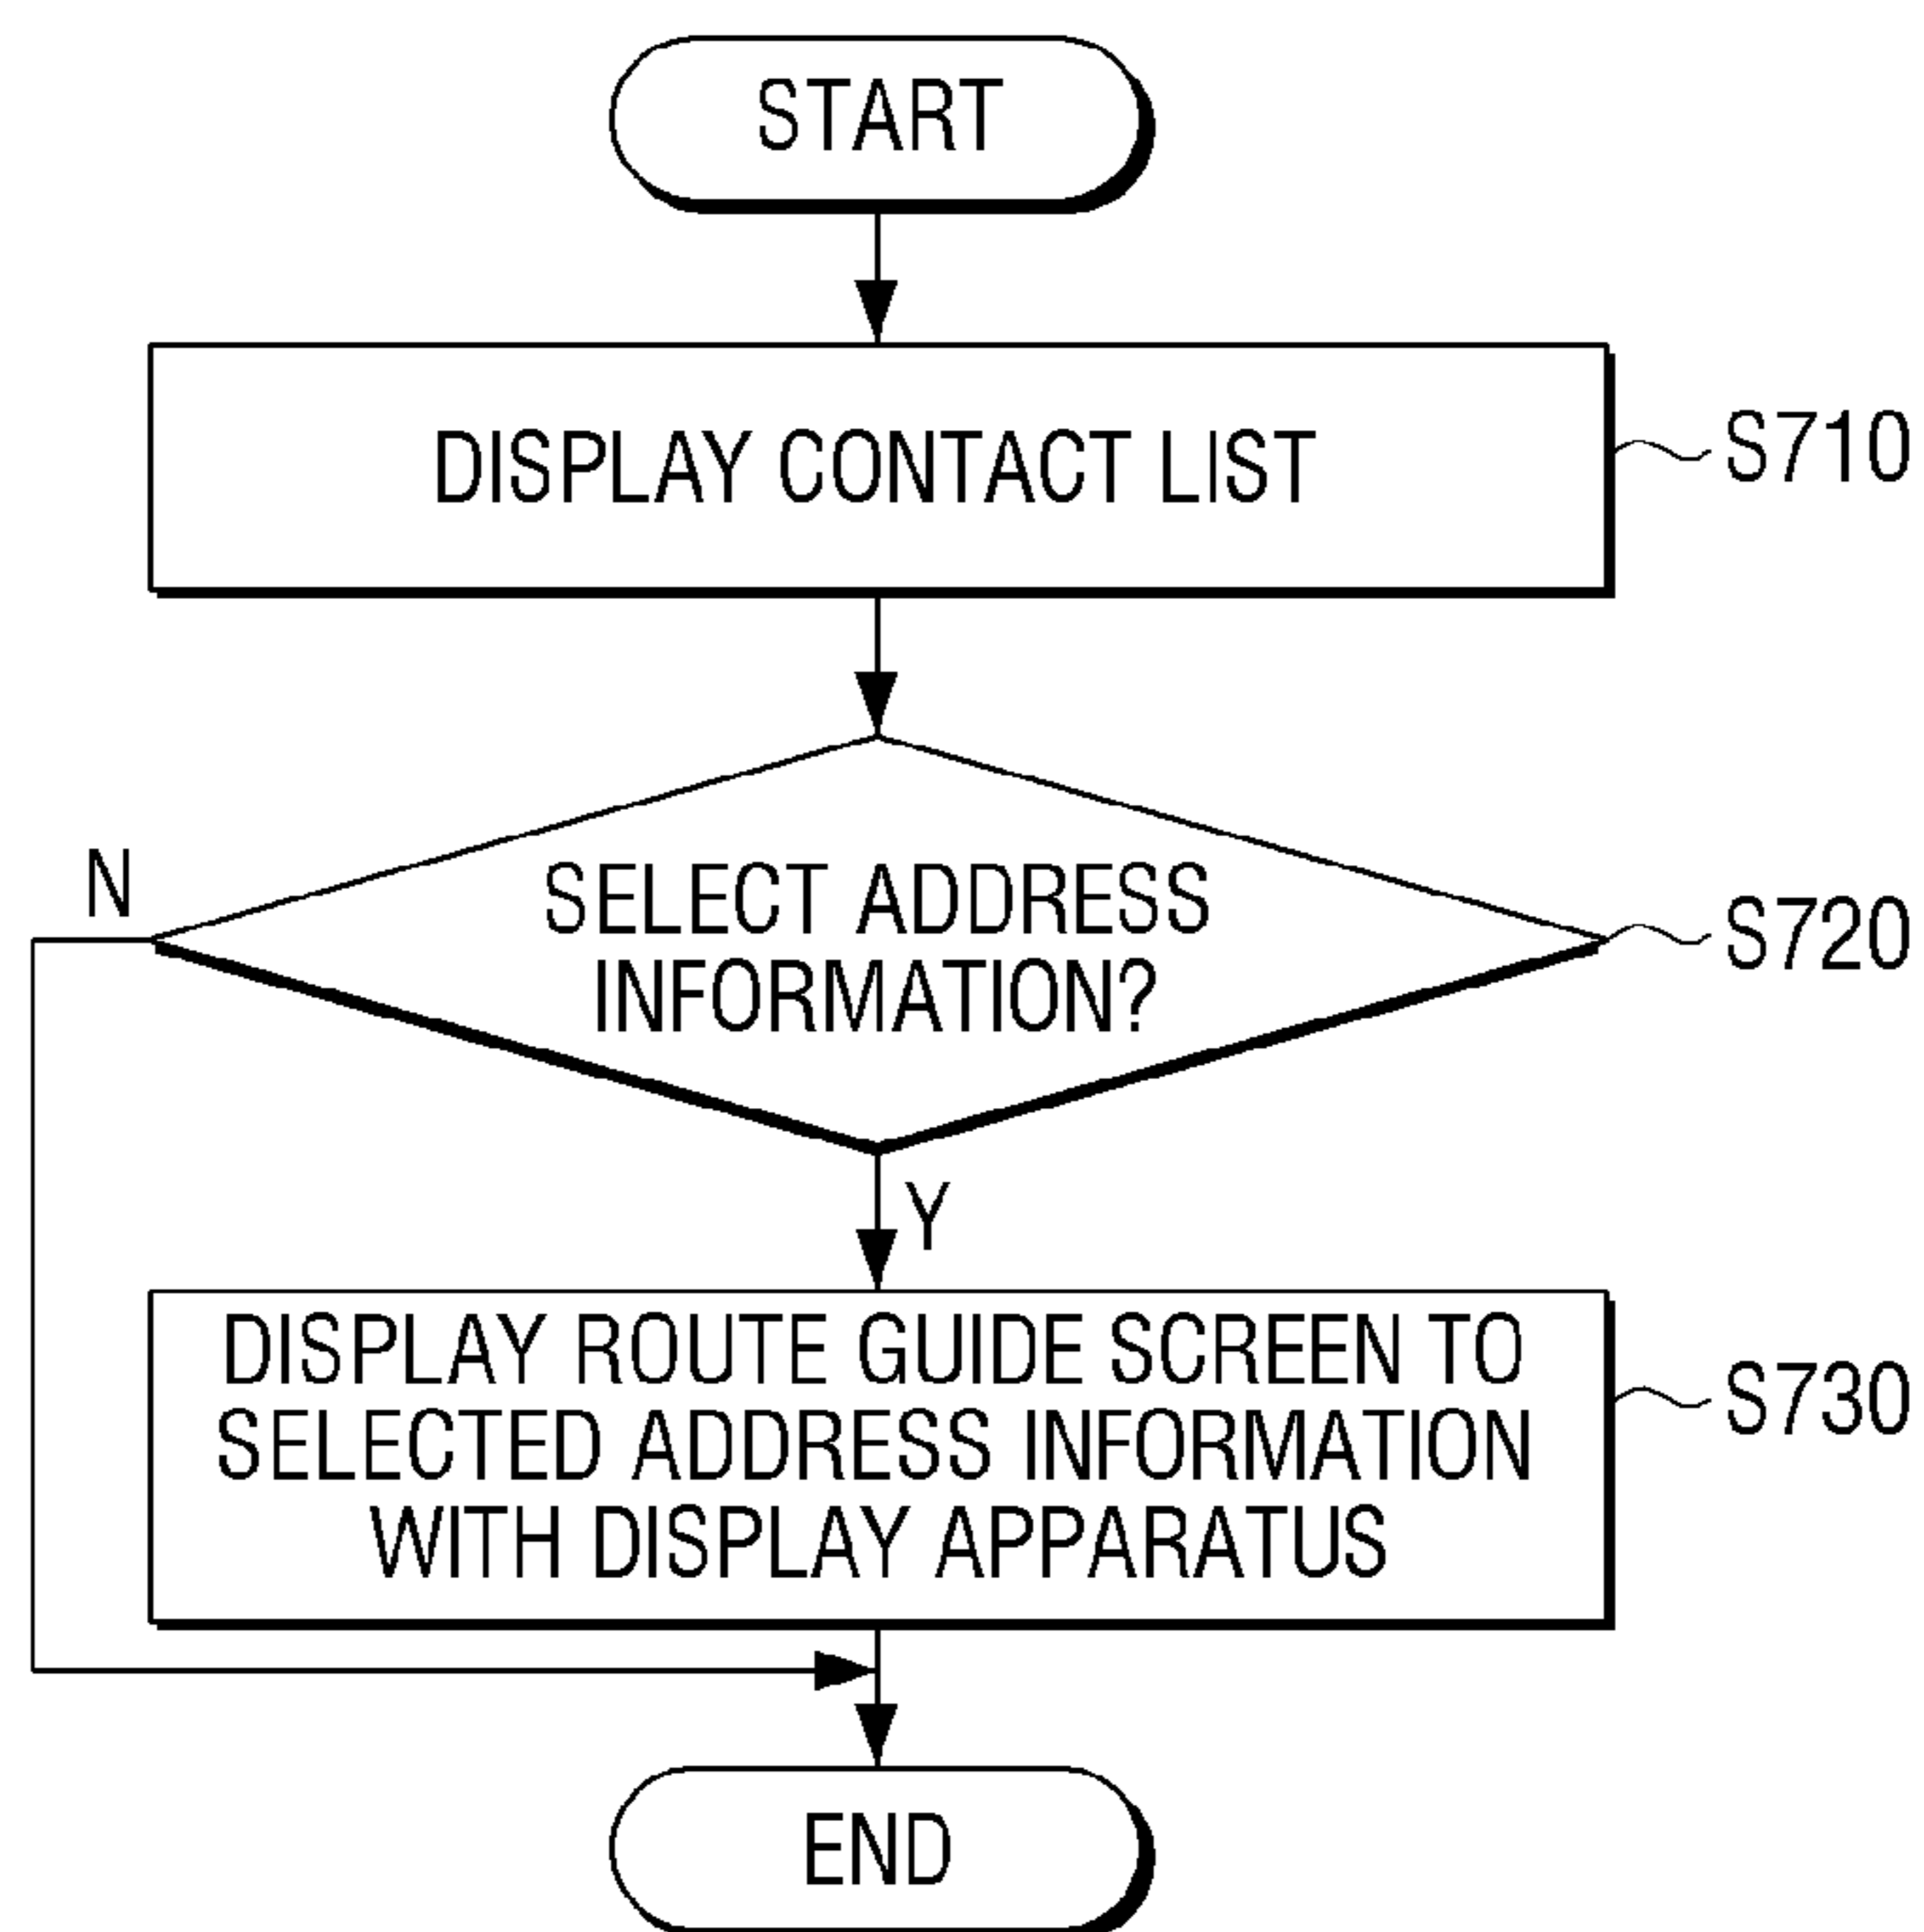 START
DISPLAY CONTACT LIST
S710
N
SELECT ADDRESS
INFORMATION?
S720
Y
DISPLAY ROUTE GUIDE SCREEN TO
SELECTED ADDRESS INFORMATION
WITH DISPLAY APPARATUS
S730
END